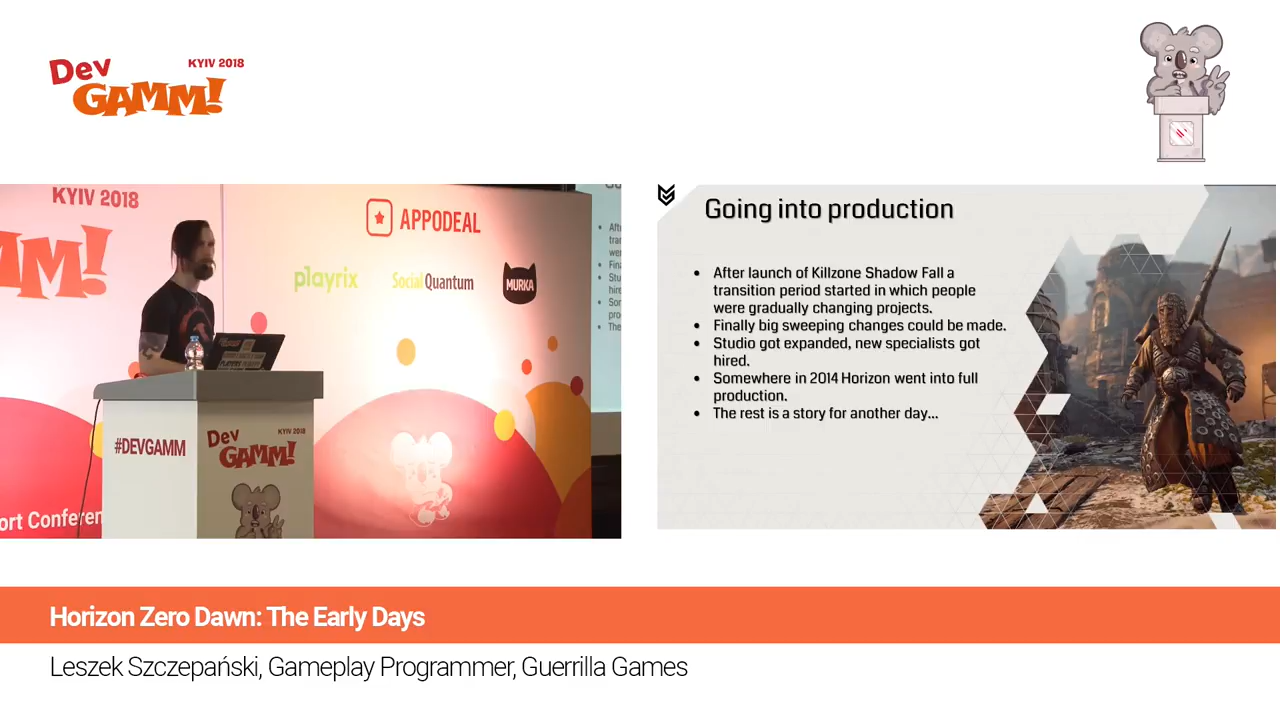 Dev
GAMM!
KYIV 2018
KYIV 2018
MM!
APPODEAL
playrix
SocialQuantum
MURKA
#DEVGAMM
Dev
GAMM!
KYIV 2018
ort Conferen
Going into production
• After launch of Killzone Shadow Fall a
transition period started in which people
were gradually changing projects.
• Finally big sweeping changes could be made.
• Studio got expanded, new specialists got
hired.
• Somewhere in 2014 Horizon went into full
production.
• The rest is a story for another day...
Horizon Zero Dawn: The Early Days
Leszek Szczepański, Gameplay Programmer, Guerrilla Games